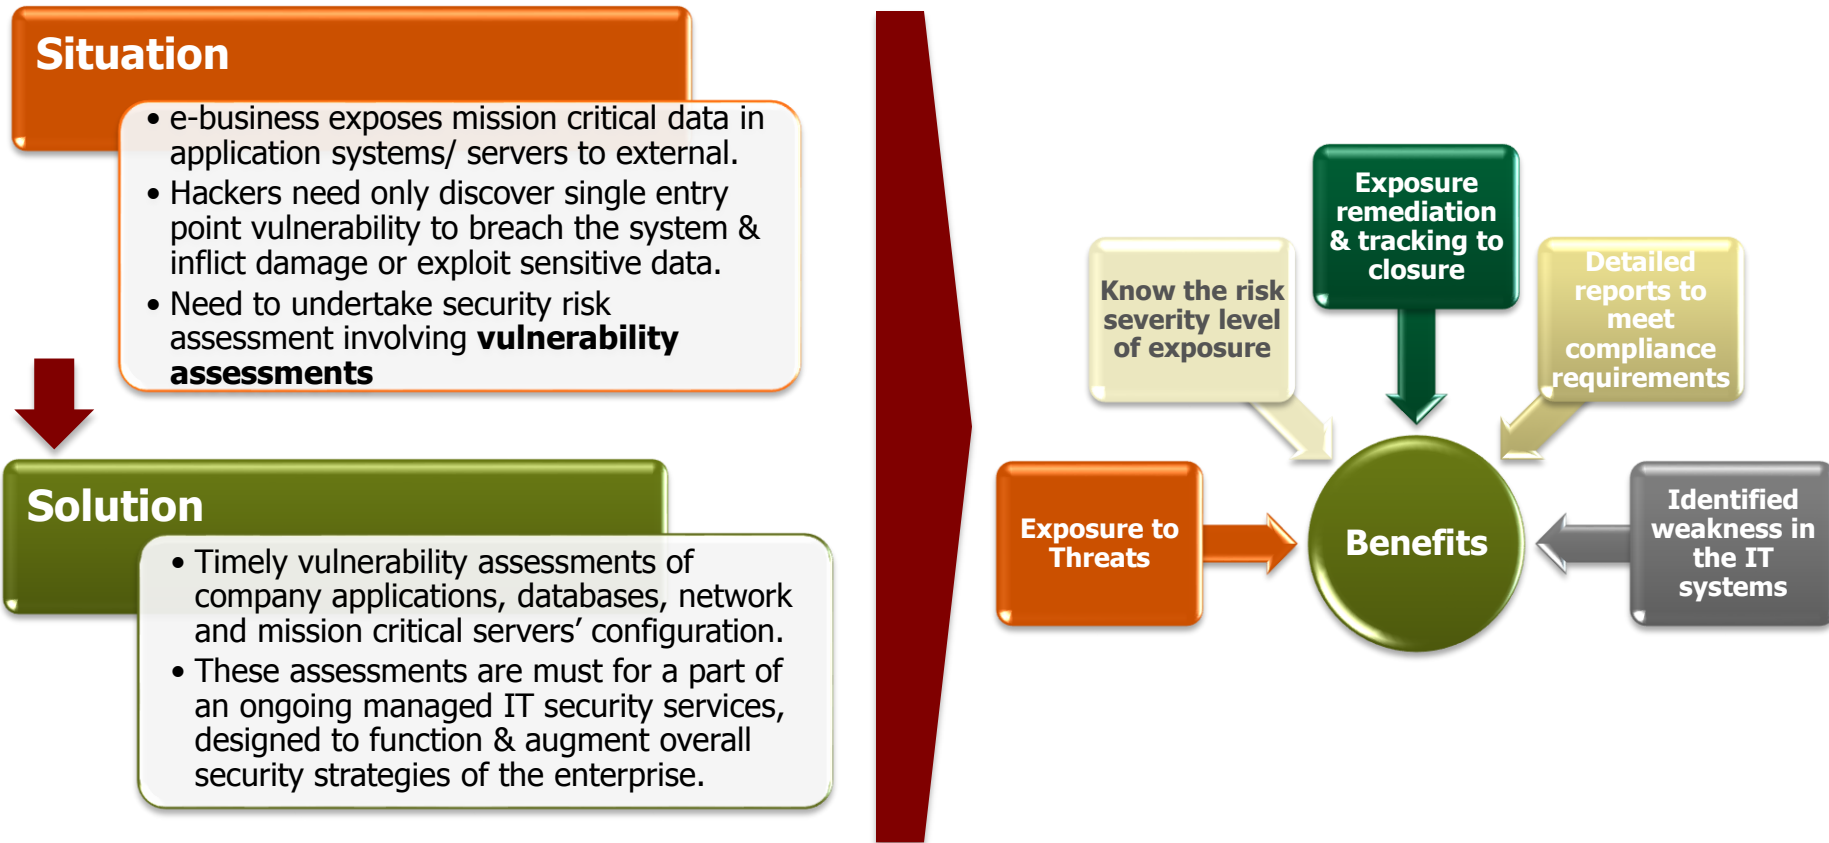 Situation
• e-business exposes mission critical data in
application systems/ servers to external.
• Hackers need only discover single entry
point vulnerability to breach the system &
inflict damage or exploit sensitive data.
• Need to undertake security risk
assessment involving vulnerability
assessments
Solution
• Timely vulnerability assessments of
company applications, databases, network
and mission critical servers’ configuration.
• These assessments are must for a part of
an ongoing managed IT security services,
designed to function & augment overall
security strategies of the enterprise.
Exposure to
Threats
Know the risk
severity level
of exposure
Exposure
remediation
& tracking to
closure
Detailed
reports to
meet
compliance
requirements
Identified
weakness in
the IT
systems
Benefits